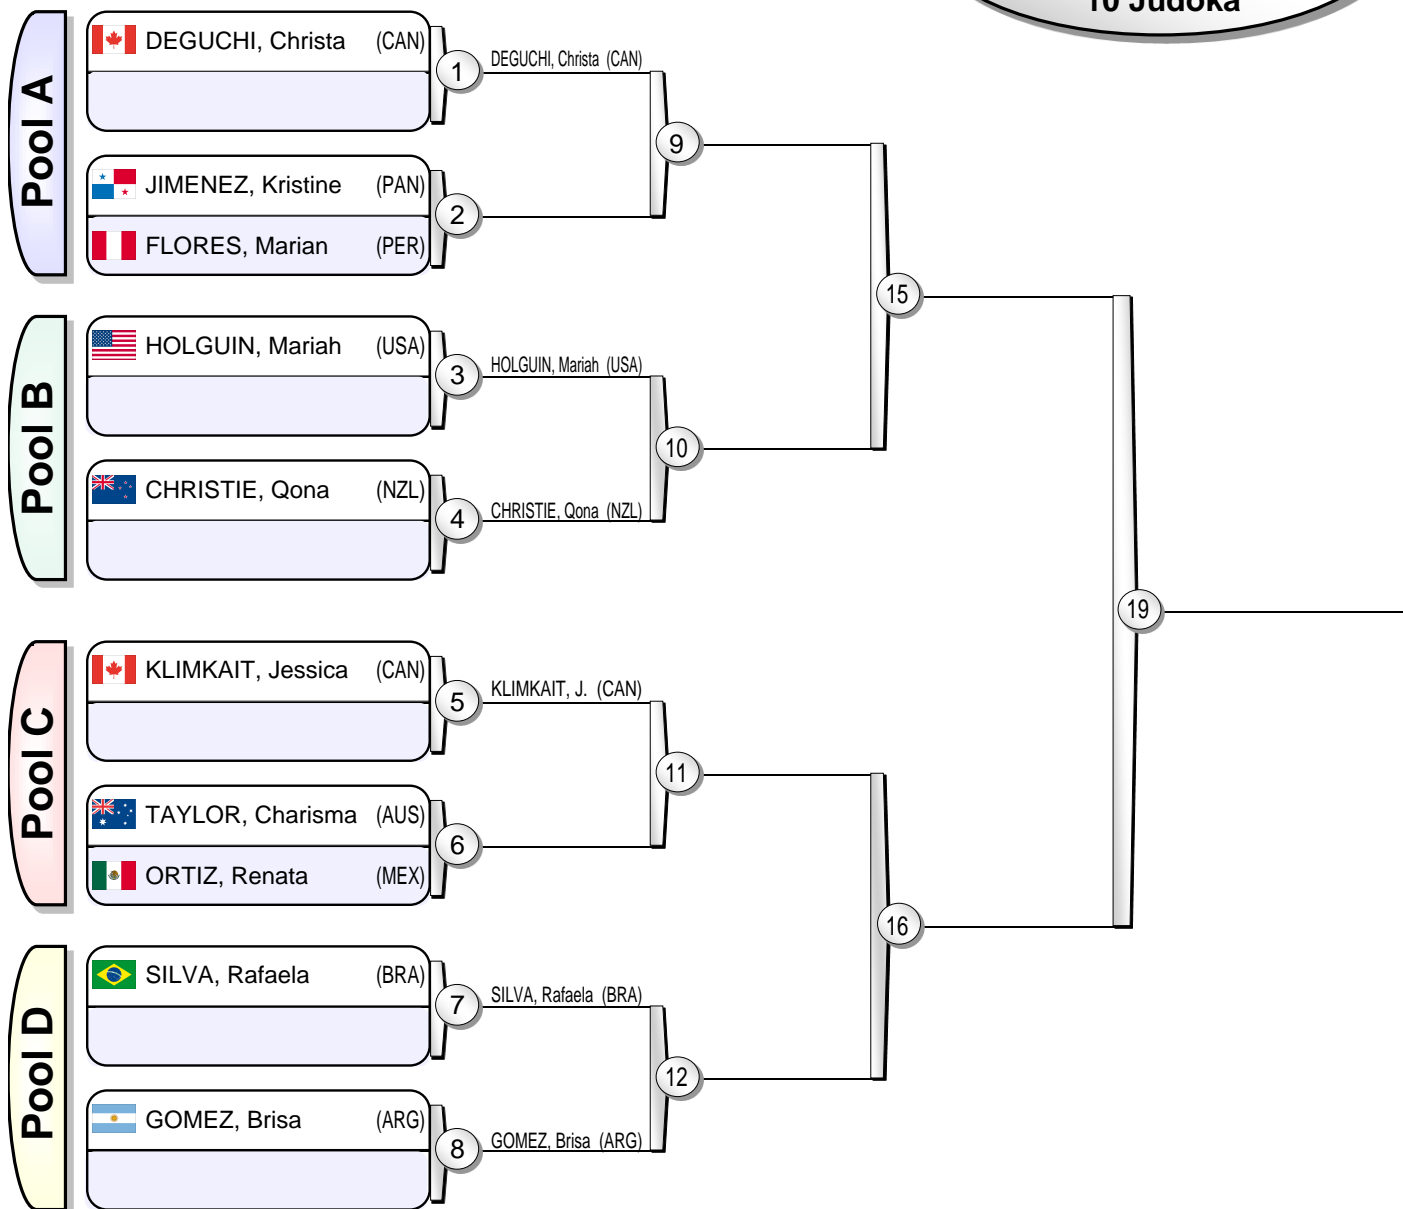 10 Judoka
Pool A
DEGUCHI, Christa (CAN)
1
DEGUCHI, Christa (CAN)
9
JIMENEZ, Kristine (PAN)
2
FLORES, Marian (PER)
15
Pool B
HOLGUIN, Mariah (USA)
3
HOLGUIN, Mariah (USA)
10
CHRISTIE, Qona (NZL)
4
CHRISTIE, Qona (NZL)
19
Pool C
KLIMKAIT, Jessica (CAN)
5
KLIMKAIT, J. (CAN)
11
TAYLOR, Charisma (AUS)
6
ORTIZ, Renata (MEX)
16
Pool D
SILVA, Rafaela (BRA)
7
SILVA, Rafaela (BRA)
12
GOMEZ, Brisa (ARG)
8
GOMEZ, Brisa (ARG)